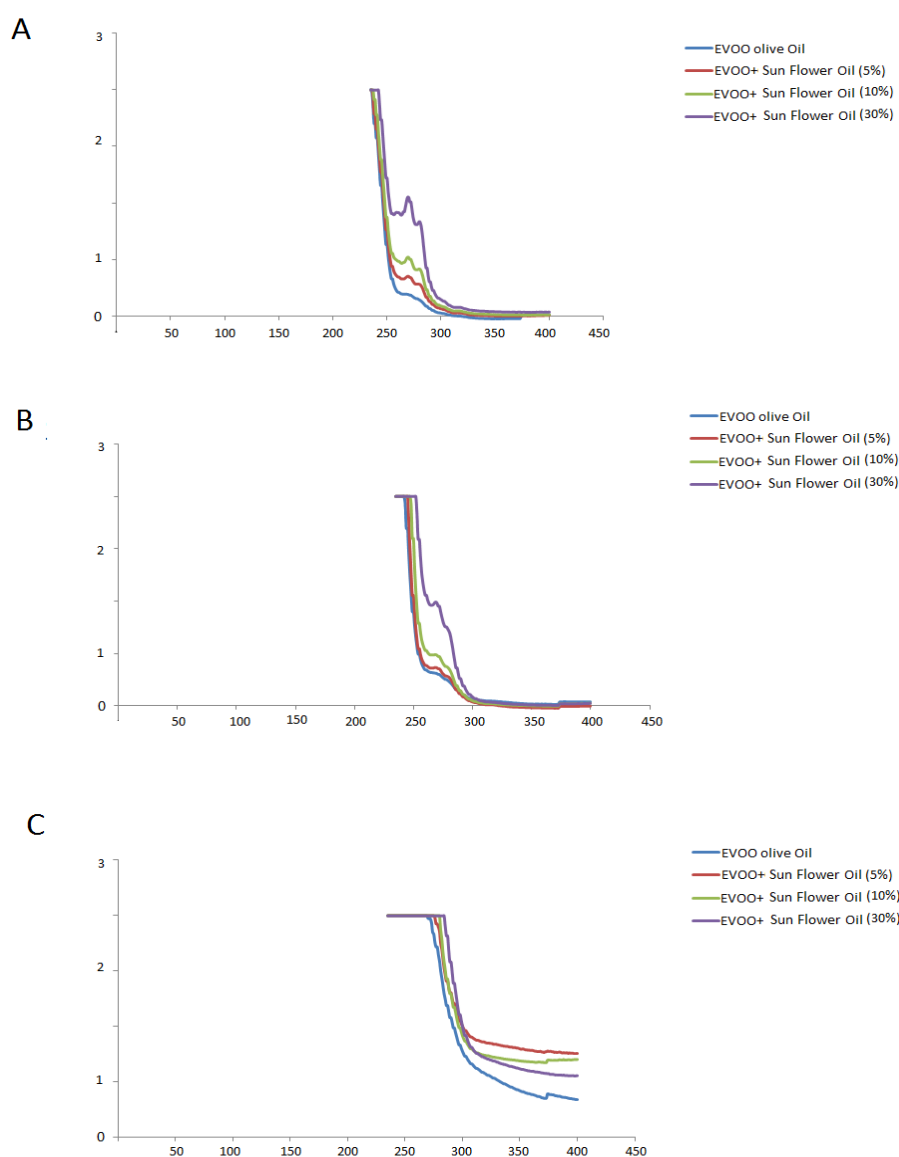 A
3
2
1
0
50 100 150 200 250 300 350 400 450
EVOO olive Oil
EVOO+ Sun Flower Oil (5%)
EVOO+ Sun Flower Oil (10%)
EVOO+ Sun Flower Oil (30%)
B
3
2
1
0
50 100 150 200 250 300 350 400 450
EVOO olive Oil
EVOO+ Sun Flower Oil (5%)
EVOO+ Sun Flower Oil (10%)
EVOO+ Sun Flower Oil (30%)
C
3
2
1
0
50 100 150 200 250 300 350 400 450
EVOO olive Oil
EVOO+ Sun Flower Oil (5%)
EVOO+ Sun Flower Oil (10%)
EVOO+ Sun Flower Oil (30%)